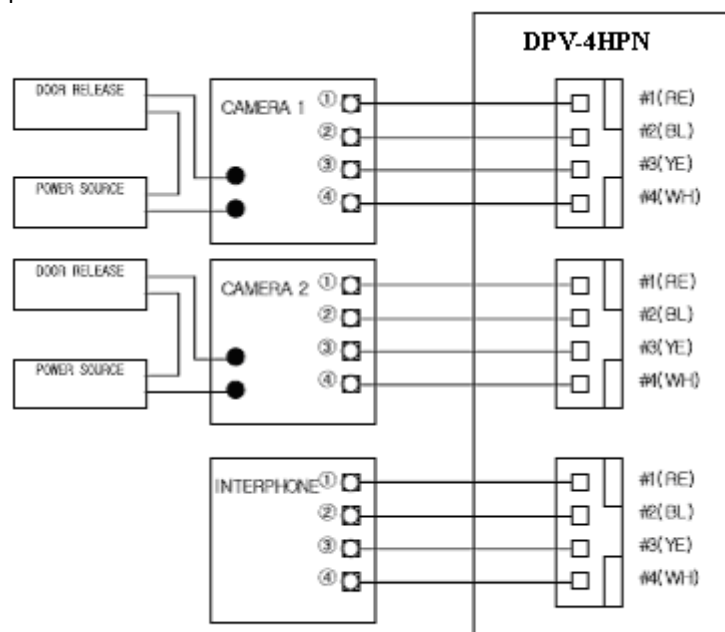 DPV-4HPN
DOOR RELEASE
POWER SOURCE
CAMERA 1
①
②
③
④
#1(RE)
#2(BL)
#3(YE)
#4(WH)
DOOR RELEASE
POWER SOURCE
CAMERA 2
①
②
③
④
#1(RE)
#2(BL)
#3(YE)
#4(WH)
INTERPHONE
①
②
③
④
#1(RE)
#2(BL)
#3(YE)
#4(WH)